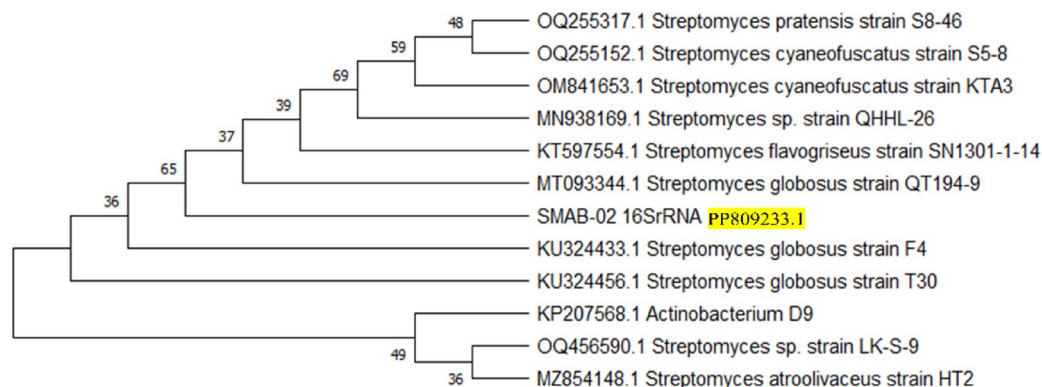 48
OQ255317.1 Streptomyces pratensis strain S8-46
59
OQ255152.1 Streptomyces cyaneofuscatus strain S5-8
69
OM841653.1 Streptomyces cyaneofuscatus strain KTA3
39
MN938169.1 Streptomyces sp. strain QHHL-26
37
KT597554.1 Streptomyces flavogriseus strain SN1301-1-14
65
MT093344.1 Streptomyces globosus strain QT194-9
36
SMAB-02 16SrRNA PP809233.1
KU324433.1 Streptomyces globosus strain F4
KU324456.1 Streptomyces globosus strain T30
KP207568.1 Actinobacterium D9
49
OQ456590.1 Streptomyces sp. strain LK-S-9
36
MZ854148.1 Streptomyces atroolivaceus strain HT2